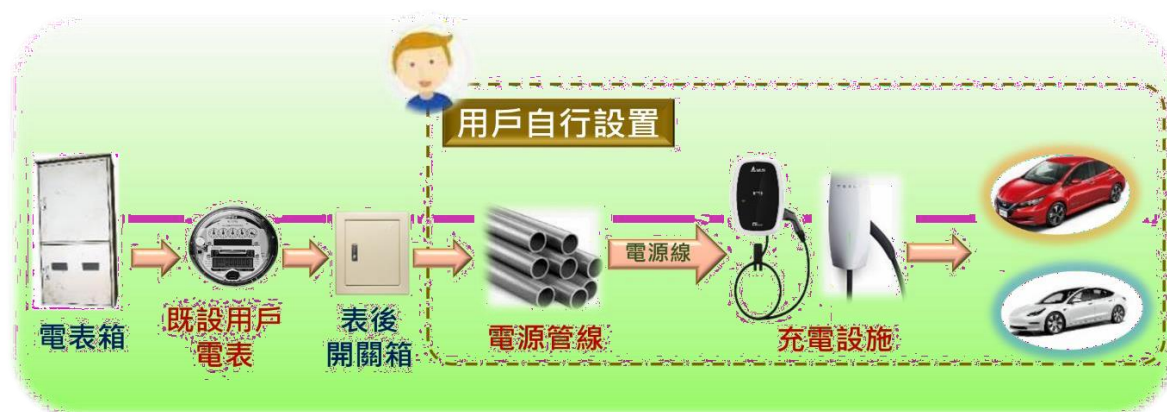 用戶自行設置
電源線
電表箱
既設用戶
電表
表後
開關箱
電源管線
充電設施